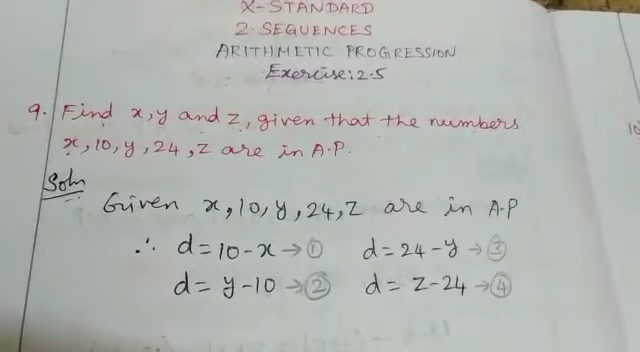 X-STANDARD
2. SEQUENCES
ARITHMETIC PROGRESSION
Exercise: 2.5
9. Find x, y and z, given that the numbers
x, 10, y, 24, z are in A.P.
Soln
Given x, 10, y, 24, z are in A.P
∴ d = 10 - x → ① d = 24 - y → ③
d = y - 10 → ② d = z - 24 → ④
10